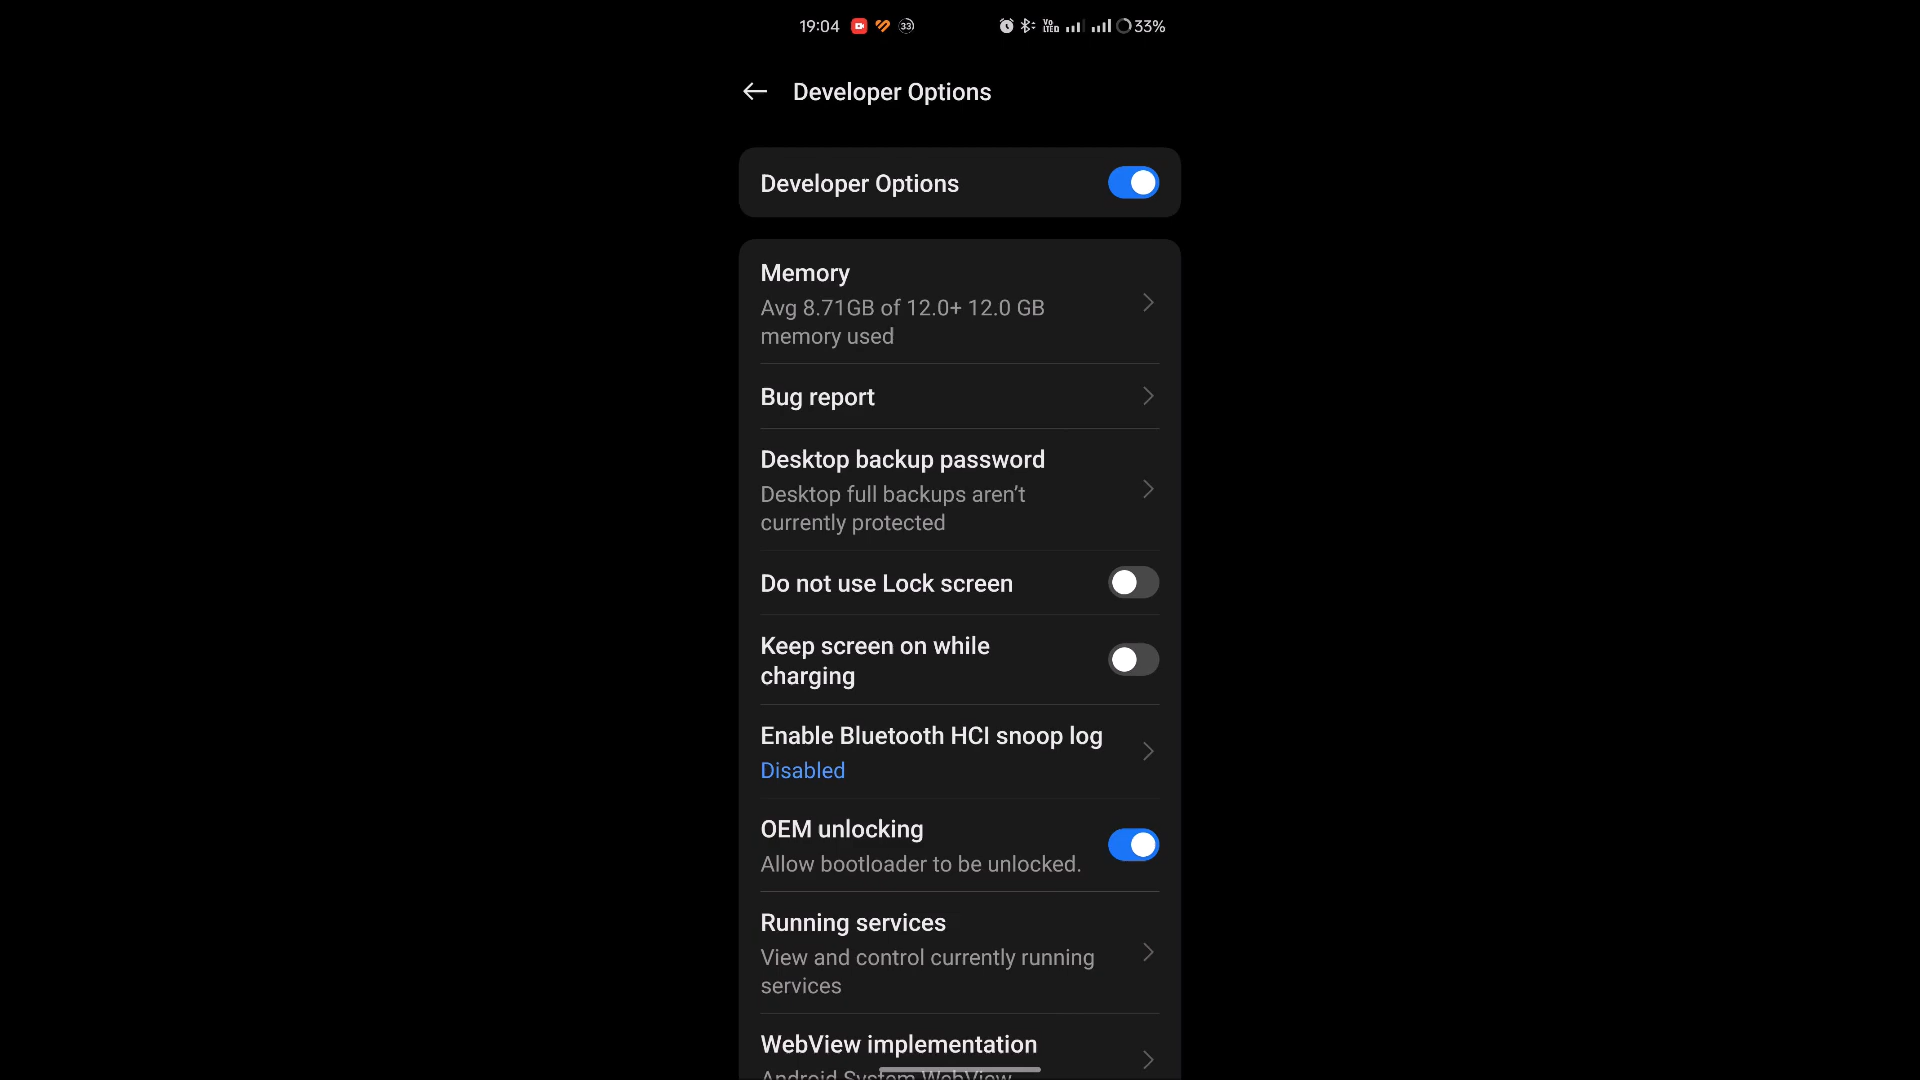 19:04 33 Vo LTE 33%
Developer Options
Developer Options
Memory
Avg 8.71GB of 12.0+ 12.0 GB
memory used
Bug report
Desktop backup password
Desktop full backups aren’t
currently protected
Do not use Lock screen
Keep screen on while
charging
Enable Bluetooth HCI snoop log
Disabled
OEM unlocking
Allow bootloader to be unlocked.
Running services
View and control currently running
services
WebView implementation
Android System WebView